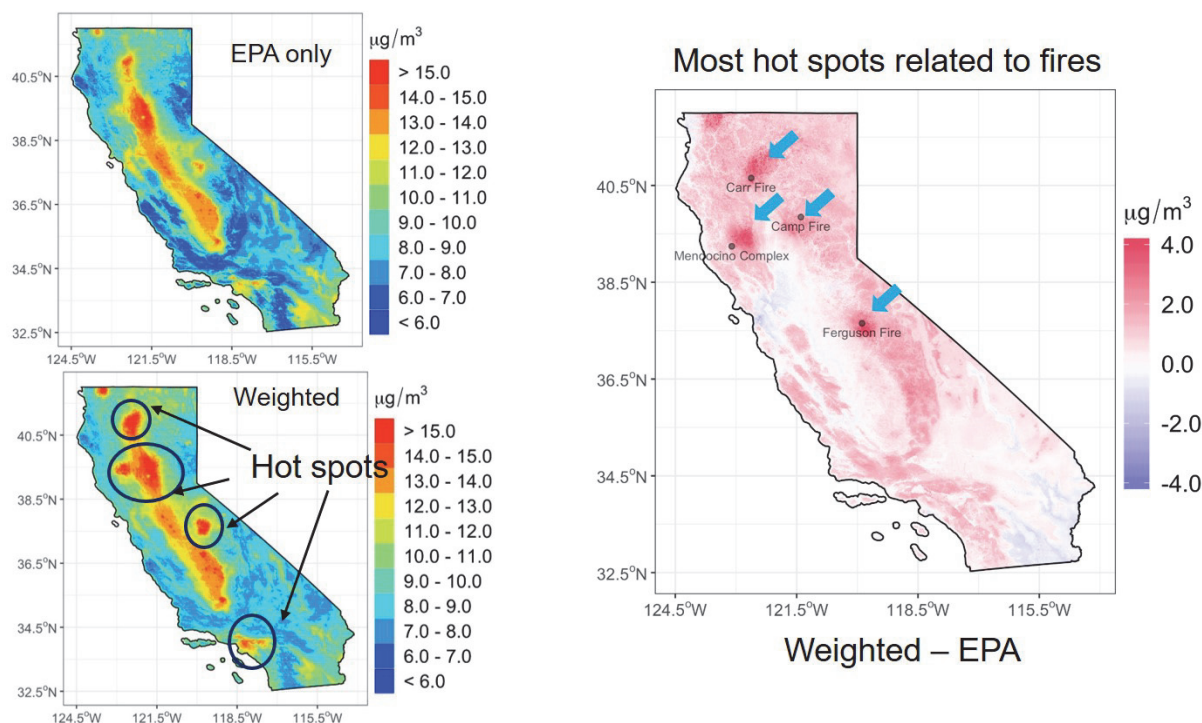 EPA only
μg/m³
> 15.0
14.0 - 15.0
13.0 - 14.0
12.0 - 13.0
11.0 - 12.0
10.0 - 11.0
9.0 - 10.0
8.0 - 9.0
7.0 - 8.0
6.0 - 7.0
< 6.0
40.5°N
38.5°N
36.5°N
34.5°N
32.5°N
124.5°W 121.5°W 118.5°W 115.5°W
Weighted
Hot spots
μg/m³
> 15.0
14.0 - 15.0
13.0 - 14.0
12.0 - 13.0
11.0 - 12.0
10.0 - 11.0
9.0 - 10.0
8.0 - 9.0
7.0 - 8.0
6.0 - 7.0
< 6.0
40.5°N
38.5°N
36.5°N
34.5°N
32.5°N
124.5°W 121.5°W 118.5°W 115.5°W
Most hot spots related to fires
Carr Fire
Camp Fire
Mendocino Complex
Ferguson Fire
40.5°N
38.5°N
36.5°N
34.5°N
32.5°N
124.5°W 121.5°W 118.5°W 115.5°W
μg/m³
4.0
2.0
0.0
-2.0
-4.0
Weighted – EPA